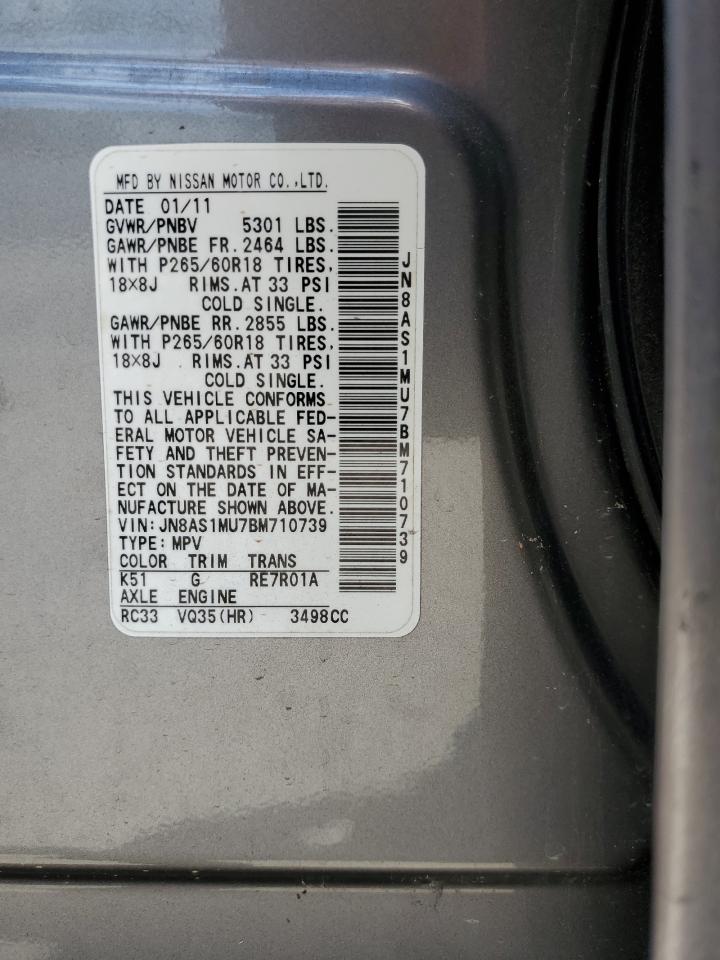 MFD BY NISSAN MOTOR CO.,LTD.
DATE 01/11
GVWR/PNBV 5301 LBS.
GAWR/PNBE FR. 2464 LBS.
WITH P265/60R18 TIRES,
18×8J RIMS.AT 33 PSI
COLD SINGLE.
GAWR/PNBE RR. 2855 LBS.
WITH P265/60R18 TIRES,
18×8J RIMS.AT 33 PSI
COLD SINGLE.
THIS VEHICLE CONFORMS
TO ALL APPLICABLE FED-
ERAL MOTOR VEHICLE SA-
FETY AND THEFT PREVEN-
TION STANDARDS IN EFF-
ECT ON THE DATE OF MA-
NUFACTURE SHOWN ABOVE.
VIN: JN8AS1MU7BM710739
TYPE: MPV
COLOR TRIM TRANS
K51 G RE7R01A
AXLE ENGINE
RC33 VQ35(HR) 3498CC
JN8AS1MU7BM710739